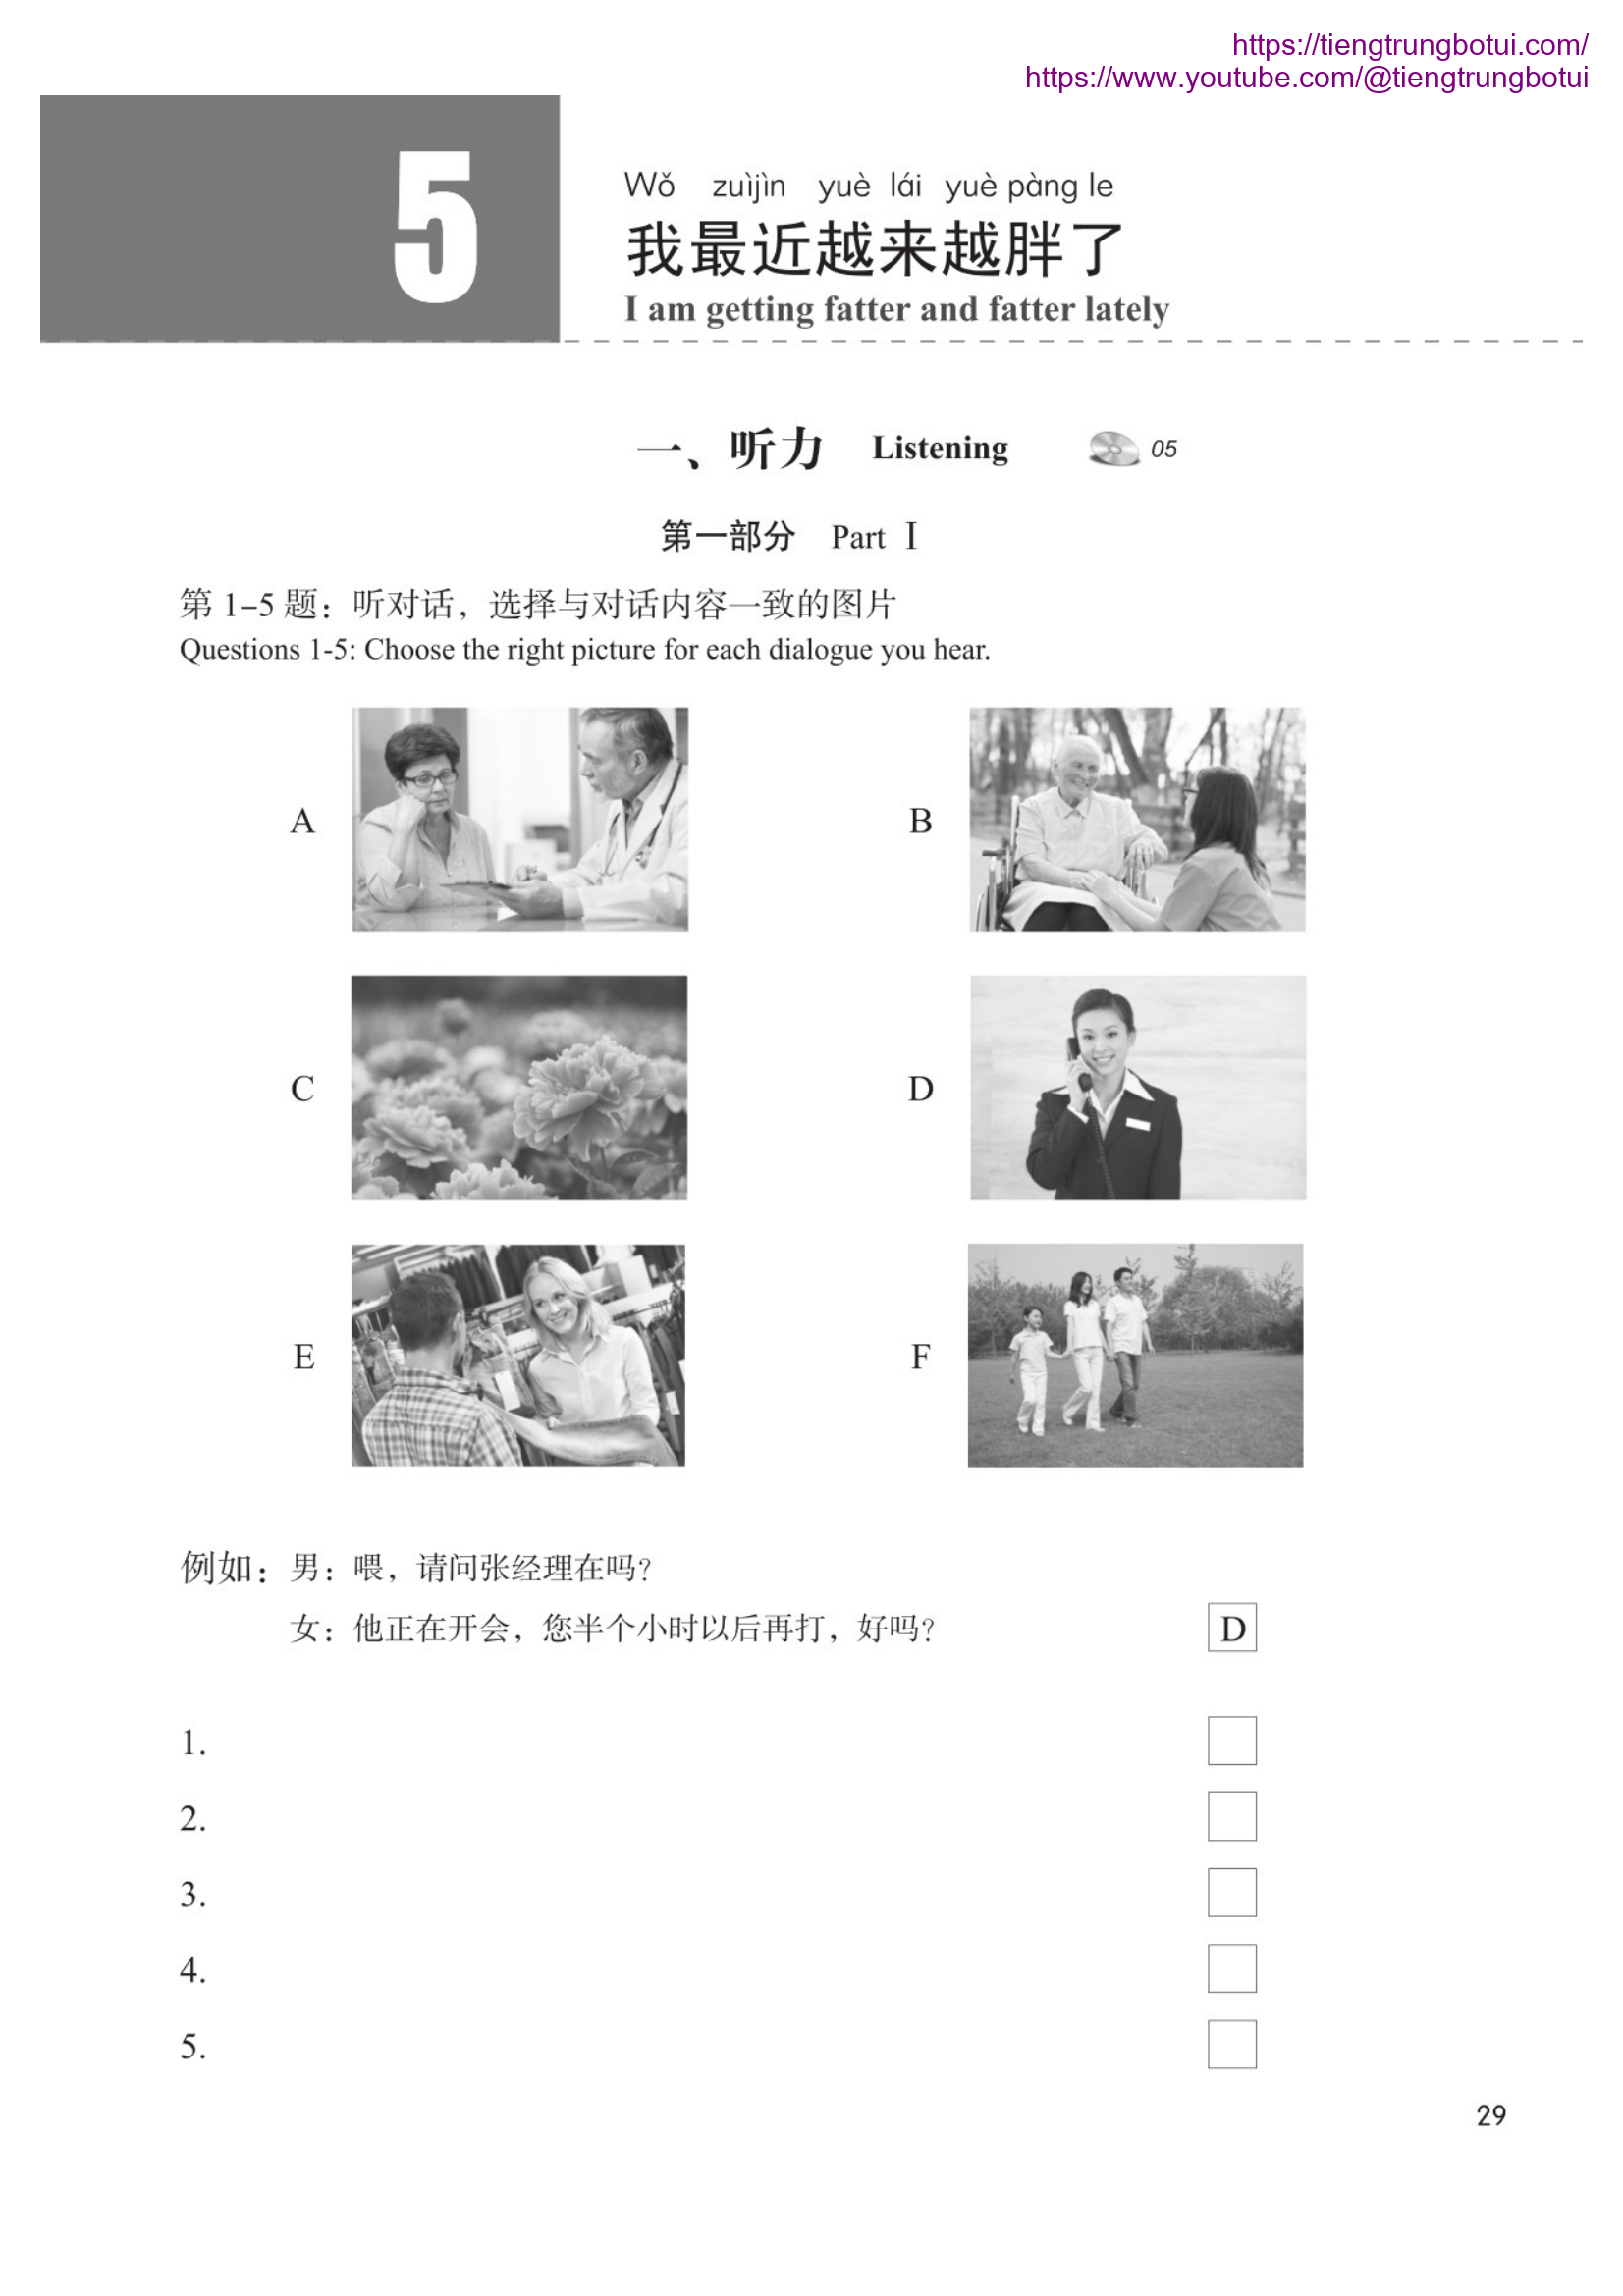 https://tiengtrungbotui.com/
https://www.youtube.com/@tiengtrungbotui
5
Wǒ zuìjìn yuè lái yuè pàng le
我最近越来越胖了
I am getting fatter and fatter lately
一、听力 Listening 05
第一部分 Part Ⅰ
第 1–5 题：听对话，选择与对话内容一致的图片
Questions 1-5: Choose the right picture for each dialogue you hear.
A
B
C
D
E
F
例如：男：喂，请问张经理在吗？
女：他正在开会，您半个小时以后再打，好吗？ D
1.
2.
3.
4.
5.
29